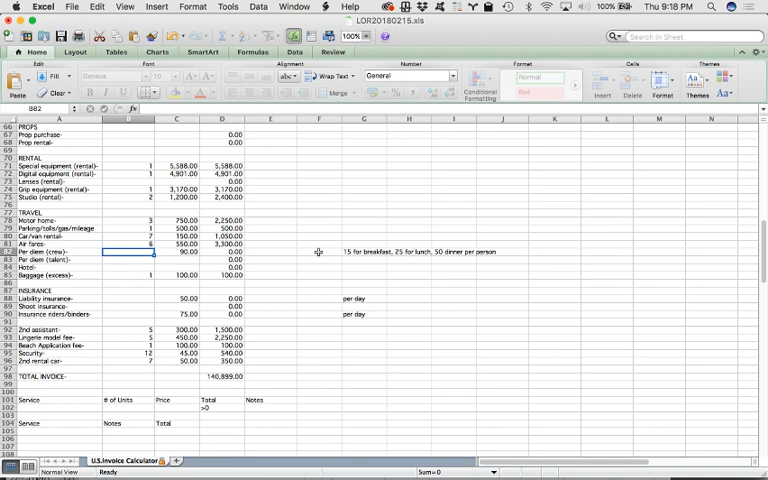 Excel File Edit View Insert Format Tools Data Window Help 100% Thu 9:18 PM
LOR20180215.xls
100% Search in Sheet
Home Layout Tables Charts SmartArt Formulas Data Review
Edit Font Alignment Number Format Cells Themes
Fill Geneva 10 abc Wrap Text General Normal
Paste B I U A Merge % Conditional Formatting Bad Insert Delete Format Themes Aa
B82 fx
A B C D E F G H I J K L M N
66 PROPS
67 Prop purchase- 0.00
68 Prop rental- 0.00
69
70 RENTAL
71 Special equipment (rental)- 1 5,588.00 5,588.00
72 Digital equipment (rental)- 1 4,901.00 4,901.00
73 Lenses (rental)- 0.00
74 Grip equipment (rental)- 1 3,170.00 3,170.00
75 Studio (rental)- 2 1,200.00 2,400.00
76
77 TRAVEL
78 Motor home- 3 750.00 2,250.00
79 Parking/tolls/gas/mileage 1 500.00 500.00
80 Car/van rental- 7 150.00 1,050.00
81 Air fares- 6 550.00 3,300.00
82 Per diem (crew)- 90.00 0.00 15 for breakfast, 25 for lunch, 50 dinner per person
83 Per diem (talent)- 0.00
84 Hotel- 0.00
85 Baggage (excess)- 1 100.00 100.00
86
87 INSURANCE
88 Liability insurance- 50.00 0.00 per day
89 Shoot insurance- 0.00
90 Insurance riders/binders- 75.00 0.00 per day
91
92 2nd assistant- 5 300.00 1,500.00
93 Lingerie model fee- 5 450.00 2,250.00
94 Beach Application fee- 1 100.00 100.00
95 Security- 12 45.00 540.00
96 2nd rental car- 7 50.00 350.00
97
98 TOTAL INVOICE- 140,899.00
99
100
101 Service # of Units Price Total Notes
102 >0
103
104 Service Notes Total
105
106
107
108
U.S.Invoice Calculator +
Normal View Ready Sum=0